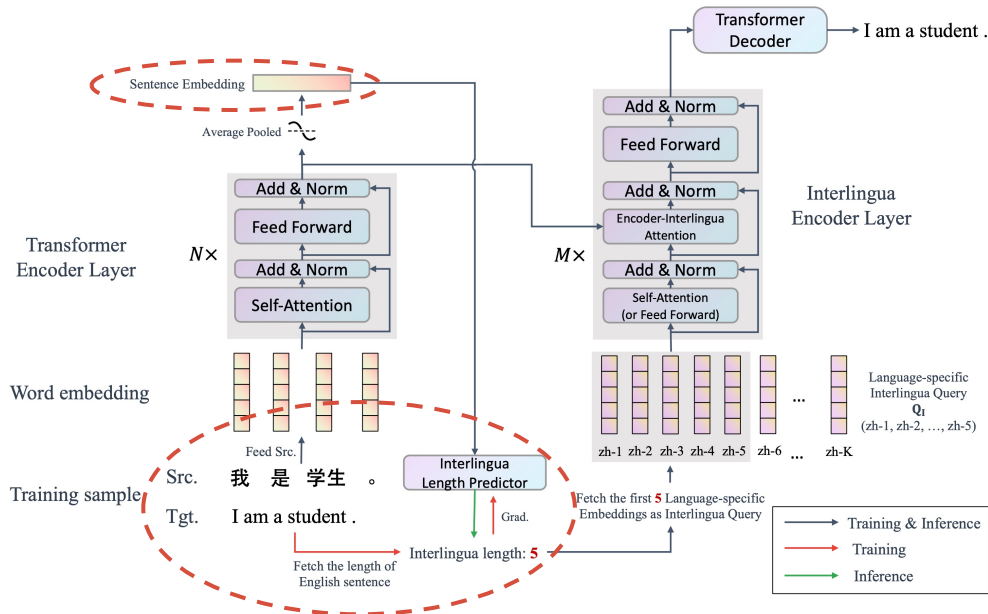 Transformer
Decoder
I am a student .
Sentence Embedding
Average Pooled
Add & Norm
Feed Forward
Add & Norm
Self-Attention
N×
Transformer
Encoder Layer
Add & Norm
Feed Forward
Add & Norm
Encoder-Interlingua
Attention
Add & Norm
Self-Attention
(or Feed Forward)
M×
Interlingua
Encoder Layer
Word embedding
...
zh-1 zh-2 zh-3 zh-4 zh-5 zh-6 ... zh-K
Language-specific
Interlingua Query
Q_I
(zh-1, zh-2, ..., zh-5)
Feed Src.
Training sample
Src. 我 是 学生 。
Tgt. I am a student .
Interlingua
Length Predictor
Grad.
Fetch the length of
English sentence
Interlingua length: 5
Fetch the first 5 Language-specific
Embeddings as Interlingua Query
Training & Inference
Training
Inference